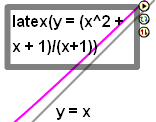 latex(y = (x^2 +
x + 1)/(x+1))
y = x